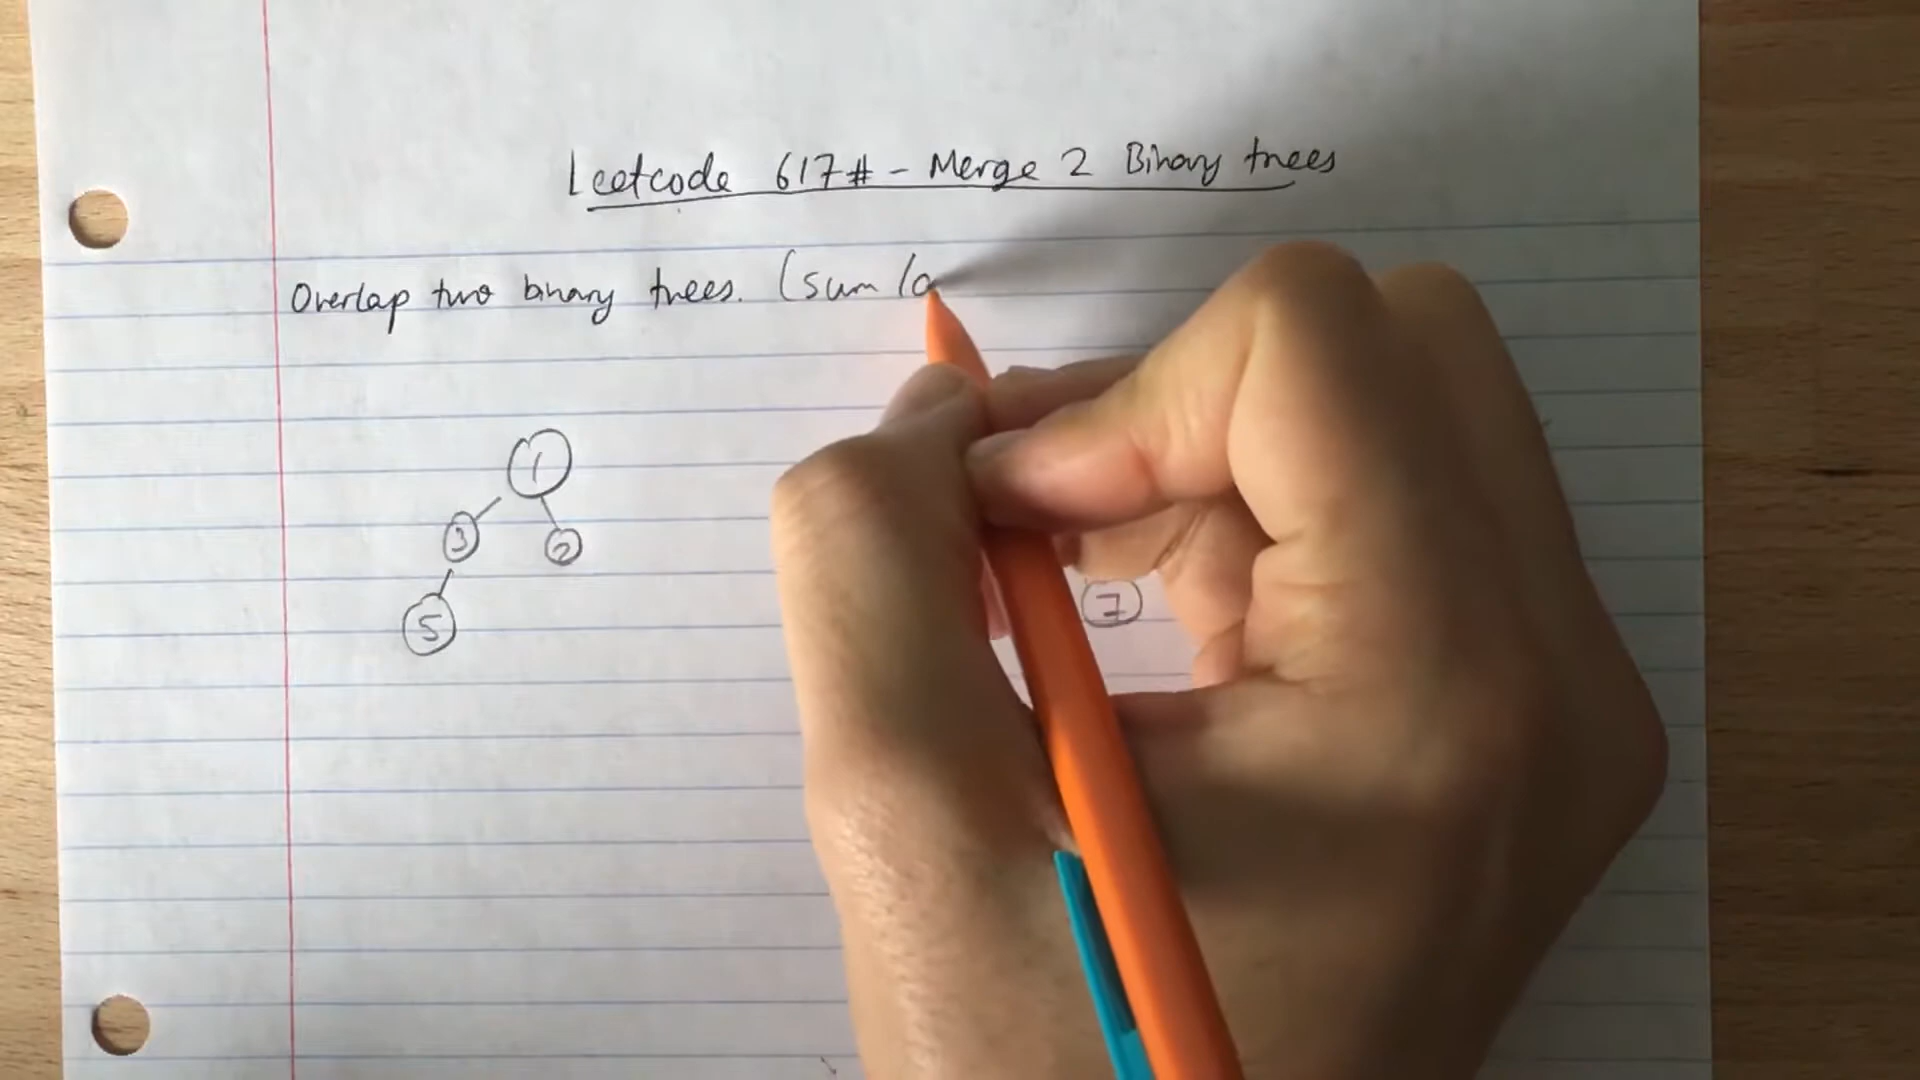 Leetcode 617# - Merge 2 Binary trees
Overlap two binary trees. (sum /a
1
3 2
7
5